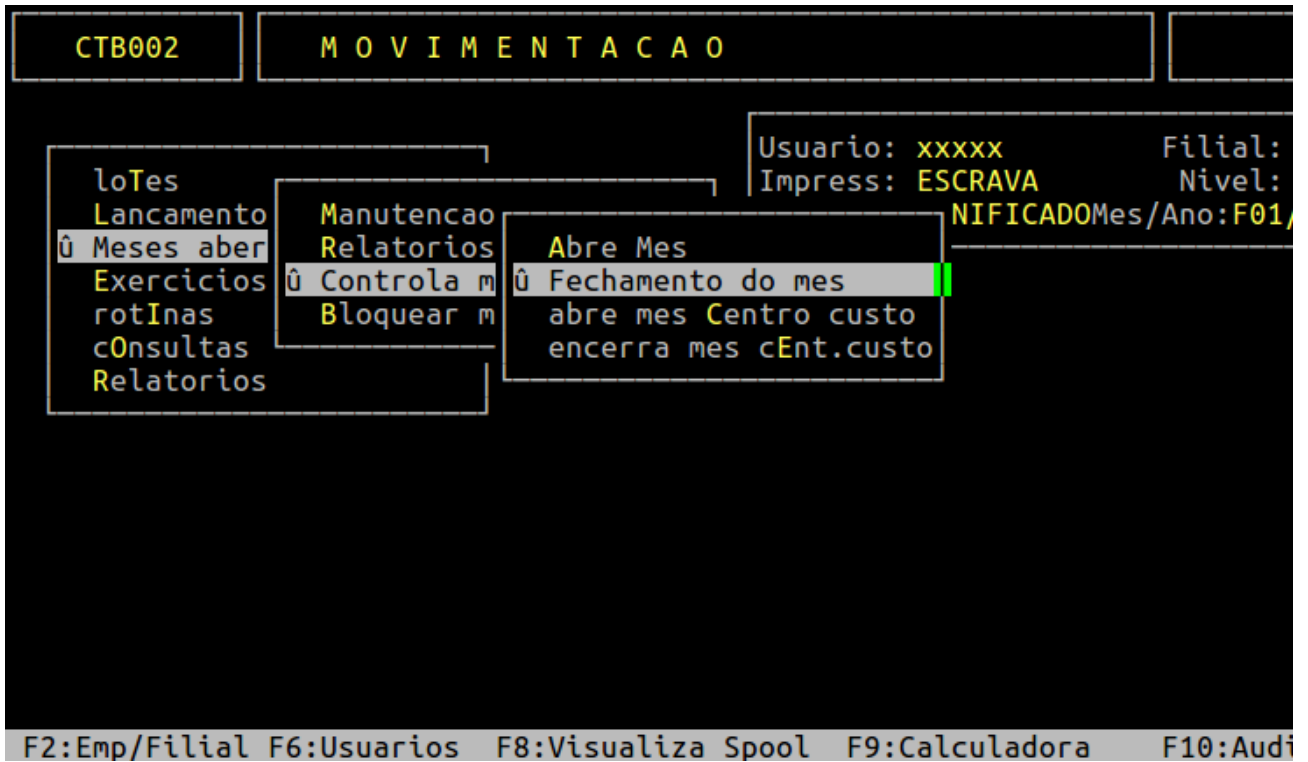 CTB002 M O V I M E N T A C A O
Usuario: xxxxx Filial:
loTes Impress: ESCRAVA Nivel:
Lancamento Manutencao NIFICADOMes/Ano:F01/
û Meses aber Relatorios Abre Mes
Exercicios û Controla m û Fechamento do mes
rotInas Bloquear m abre mes Centro custo
cOnsultas encerra mes cEnt.custo
Relatorios
F2:Emp/Filial F6:Usuarios F8:Visualiza Spool F9:Calculadora F10:Audi